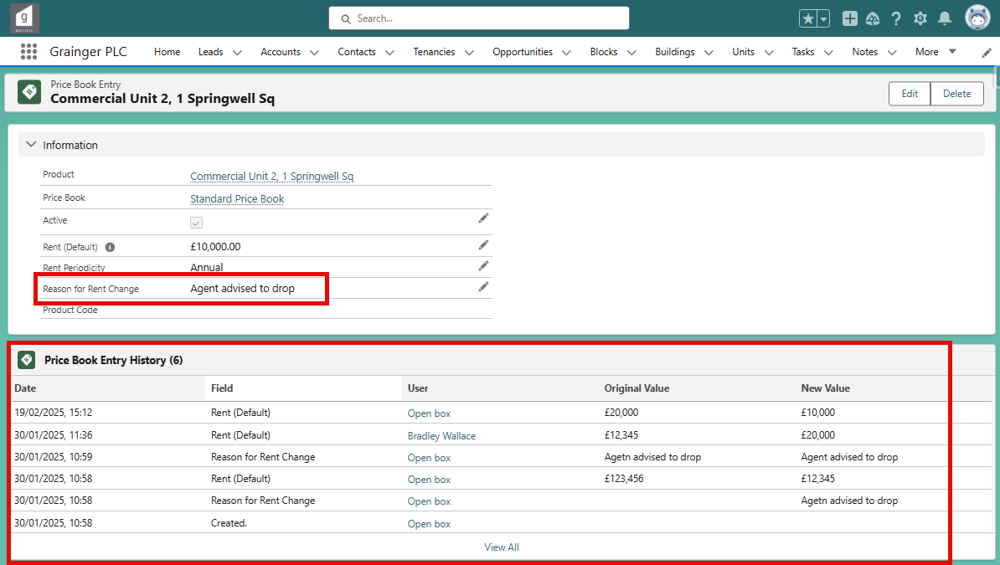 g
Search...
Grainger PLC Home Leads Accounts Contacts Tenancies Opportunities Blocks Buildings Units Tasks Notes More
Price Book Entry
Commercial Unit 2, 1 Springwell Sq
Edit Delete
Information
Product Commercial Unit 2, 1 Springwell Sq
Price Book Standard Price Book
Active
Rent (Default) £10,000.00
Rent Periodicity Annual
Reason for Rent Change Agent advised to drop
Product Code
Price Book Entry History (6)
Date Field User Original Value New Value
19/02/2025, 15:12 Rent (Default) Open box £20,000 £10,000
30/01/2025, 11:36 Rent (Default) Bradley Wallace £12,345 £20,000
30/01/2025, 10:59 Reason for Rent Change Open box Agetn advised to drop Agent advised to drop
30/01/2025, 10:58 Rent (Default) Open box £123,456 £12,345
30/01/2025, 10:58 Reason for Rent Change Open box Agetn advised to drop
30/01/2025, 10:58 Created. Open box
View All